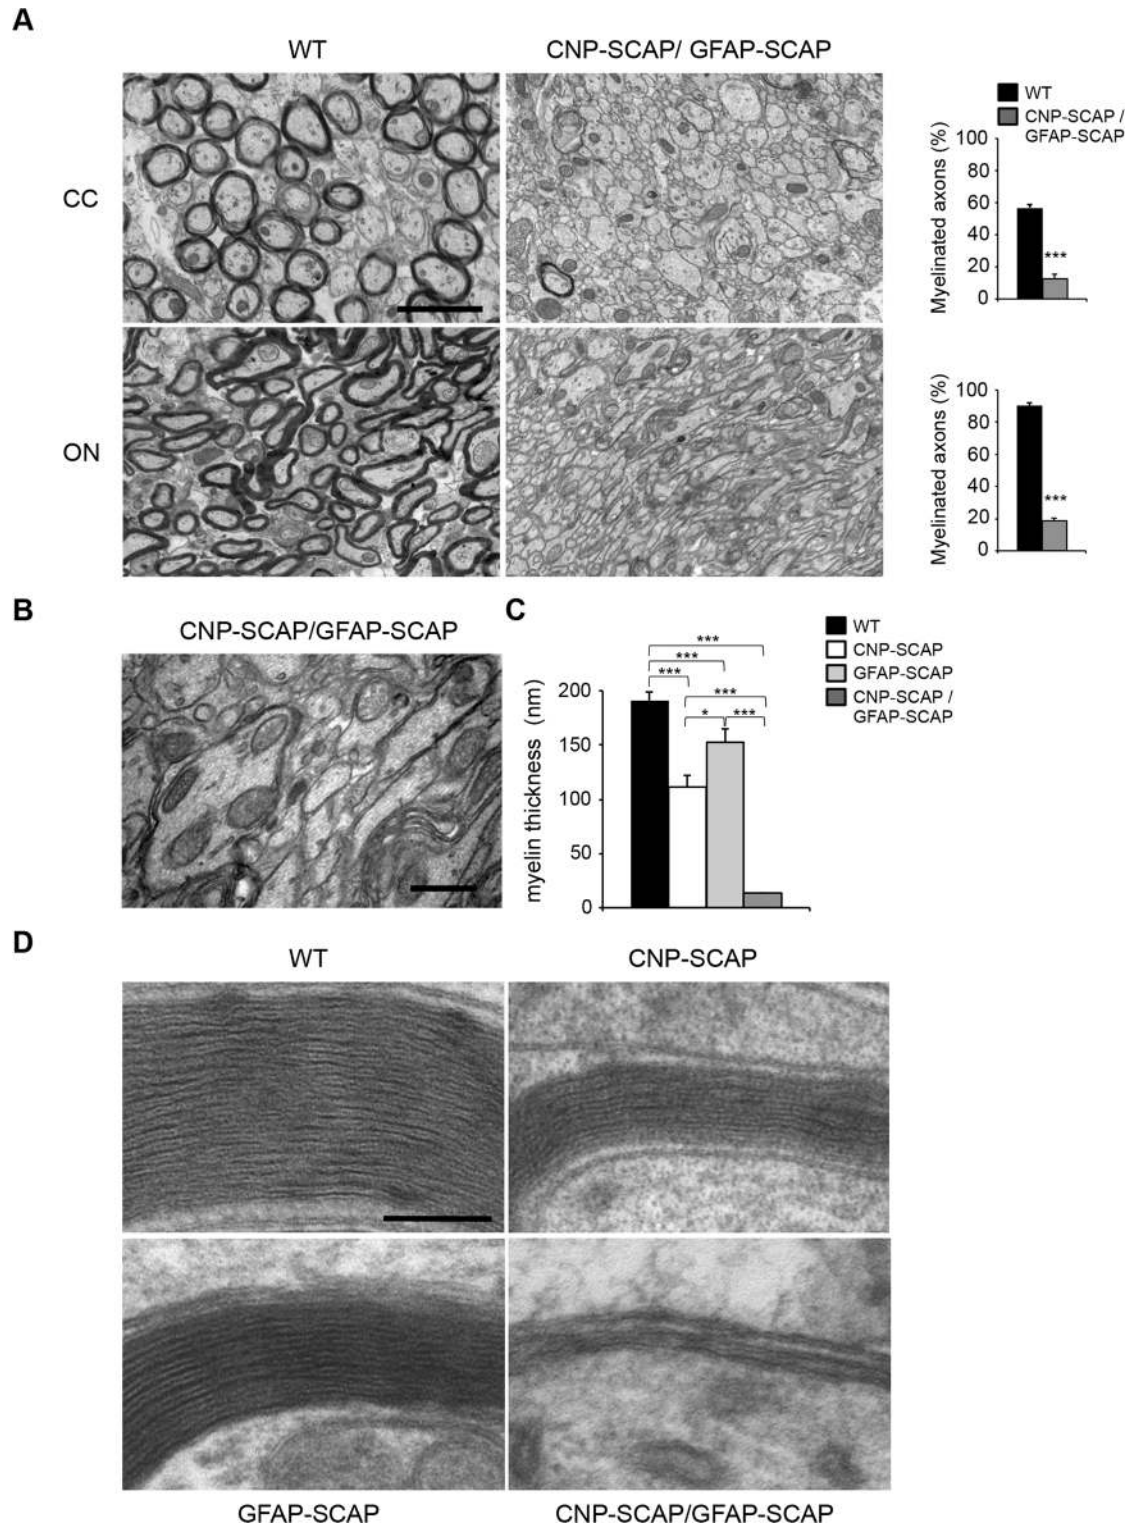 A
WT
CNP-SCAP/ GFAP-SCAP
CC
WT
CNP-SCAP /
GFAP-SCAP
Myelinated axons (%)
100
80
60
40
20
0
***
ON
Myelinated axons (%)
100
80
60
40
20
0
***
B
CNP-SCAP/GFAP-SCAP
C
WT
CNP-SCAP
GFAP-SCAP
CNP-SCAP /
GFAP-SCAP
***
***
***
***
* ***
myelin thickness (nm)
200
150
100
50
0
D
WT
CNP-SCAP
GFAP-SCAP
CNP-SCAP/GFAP-SCAP